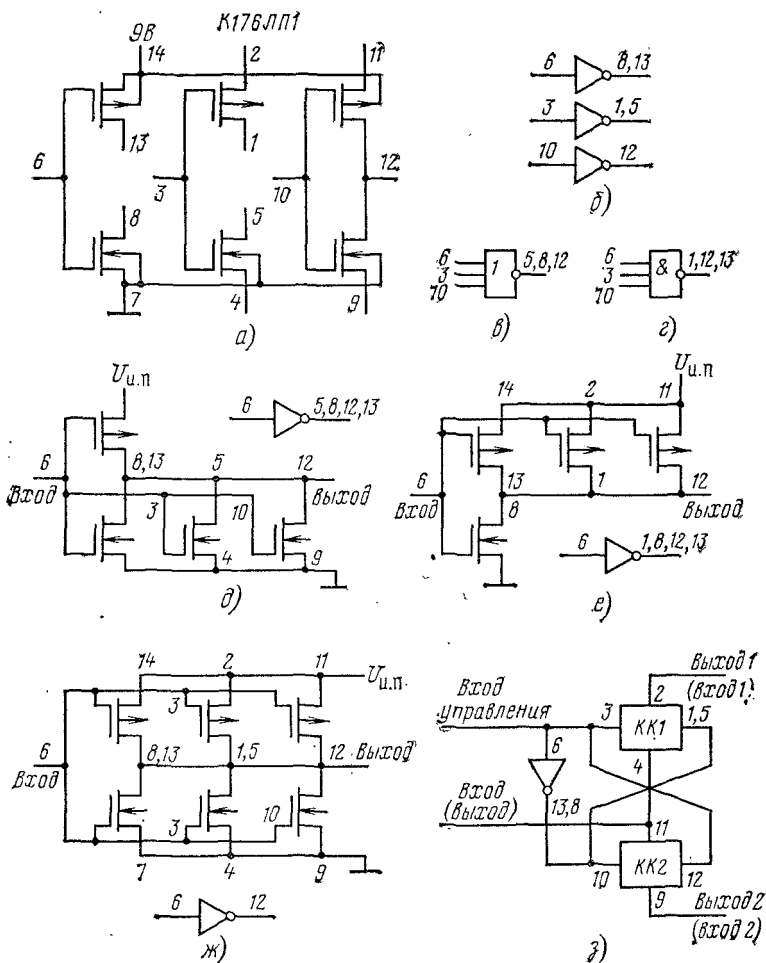 К176ЛП1
9В
14
2
11
6
13
3
1
10
12
8
5
7
4
9
а)
6
8,13
3
1,5
10
12
б)
6
3
10
1
5,8,12
в)
6
3
10
&
1,12,13
г)
Uи.п
6
5,8,12,13
6
Вход
8,13
5
12
Выход
3
10
4
9
д)
Uи.п
14
2
11
6
Вход
13
1
12
Выход
8
6
1,8,12,13
е)
14
2
11
Uи.п
3
6
Вход
8,13
1,5
12
Выход
3
10
7
4
9
6
12
ж)
Выход 1
(вход 1)
Вход
управления
2
3
КК1
1,5
6
4
Вход
(выход)
13,8
11
10
КК2
12
9
Выход 2
(вход 2)
з)